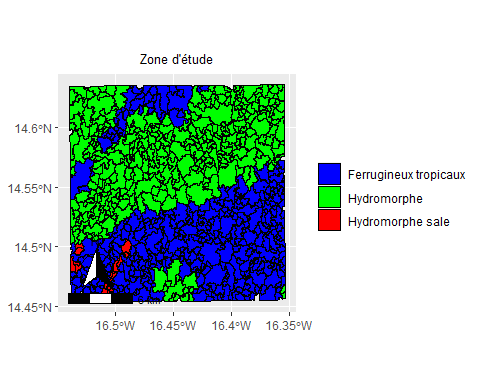 Zone d'étude
14.6°N
14.55°N
14.5°N
14.45°N
16.5°W
16.45°W
16.4°W
16.35°W
Ferrugineux tropicaux
Hydromorphe
Hydromorphe sale
km